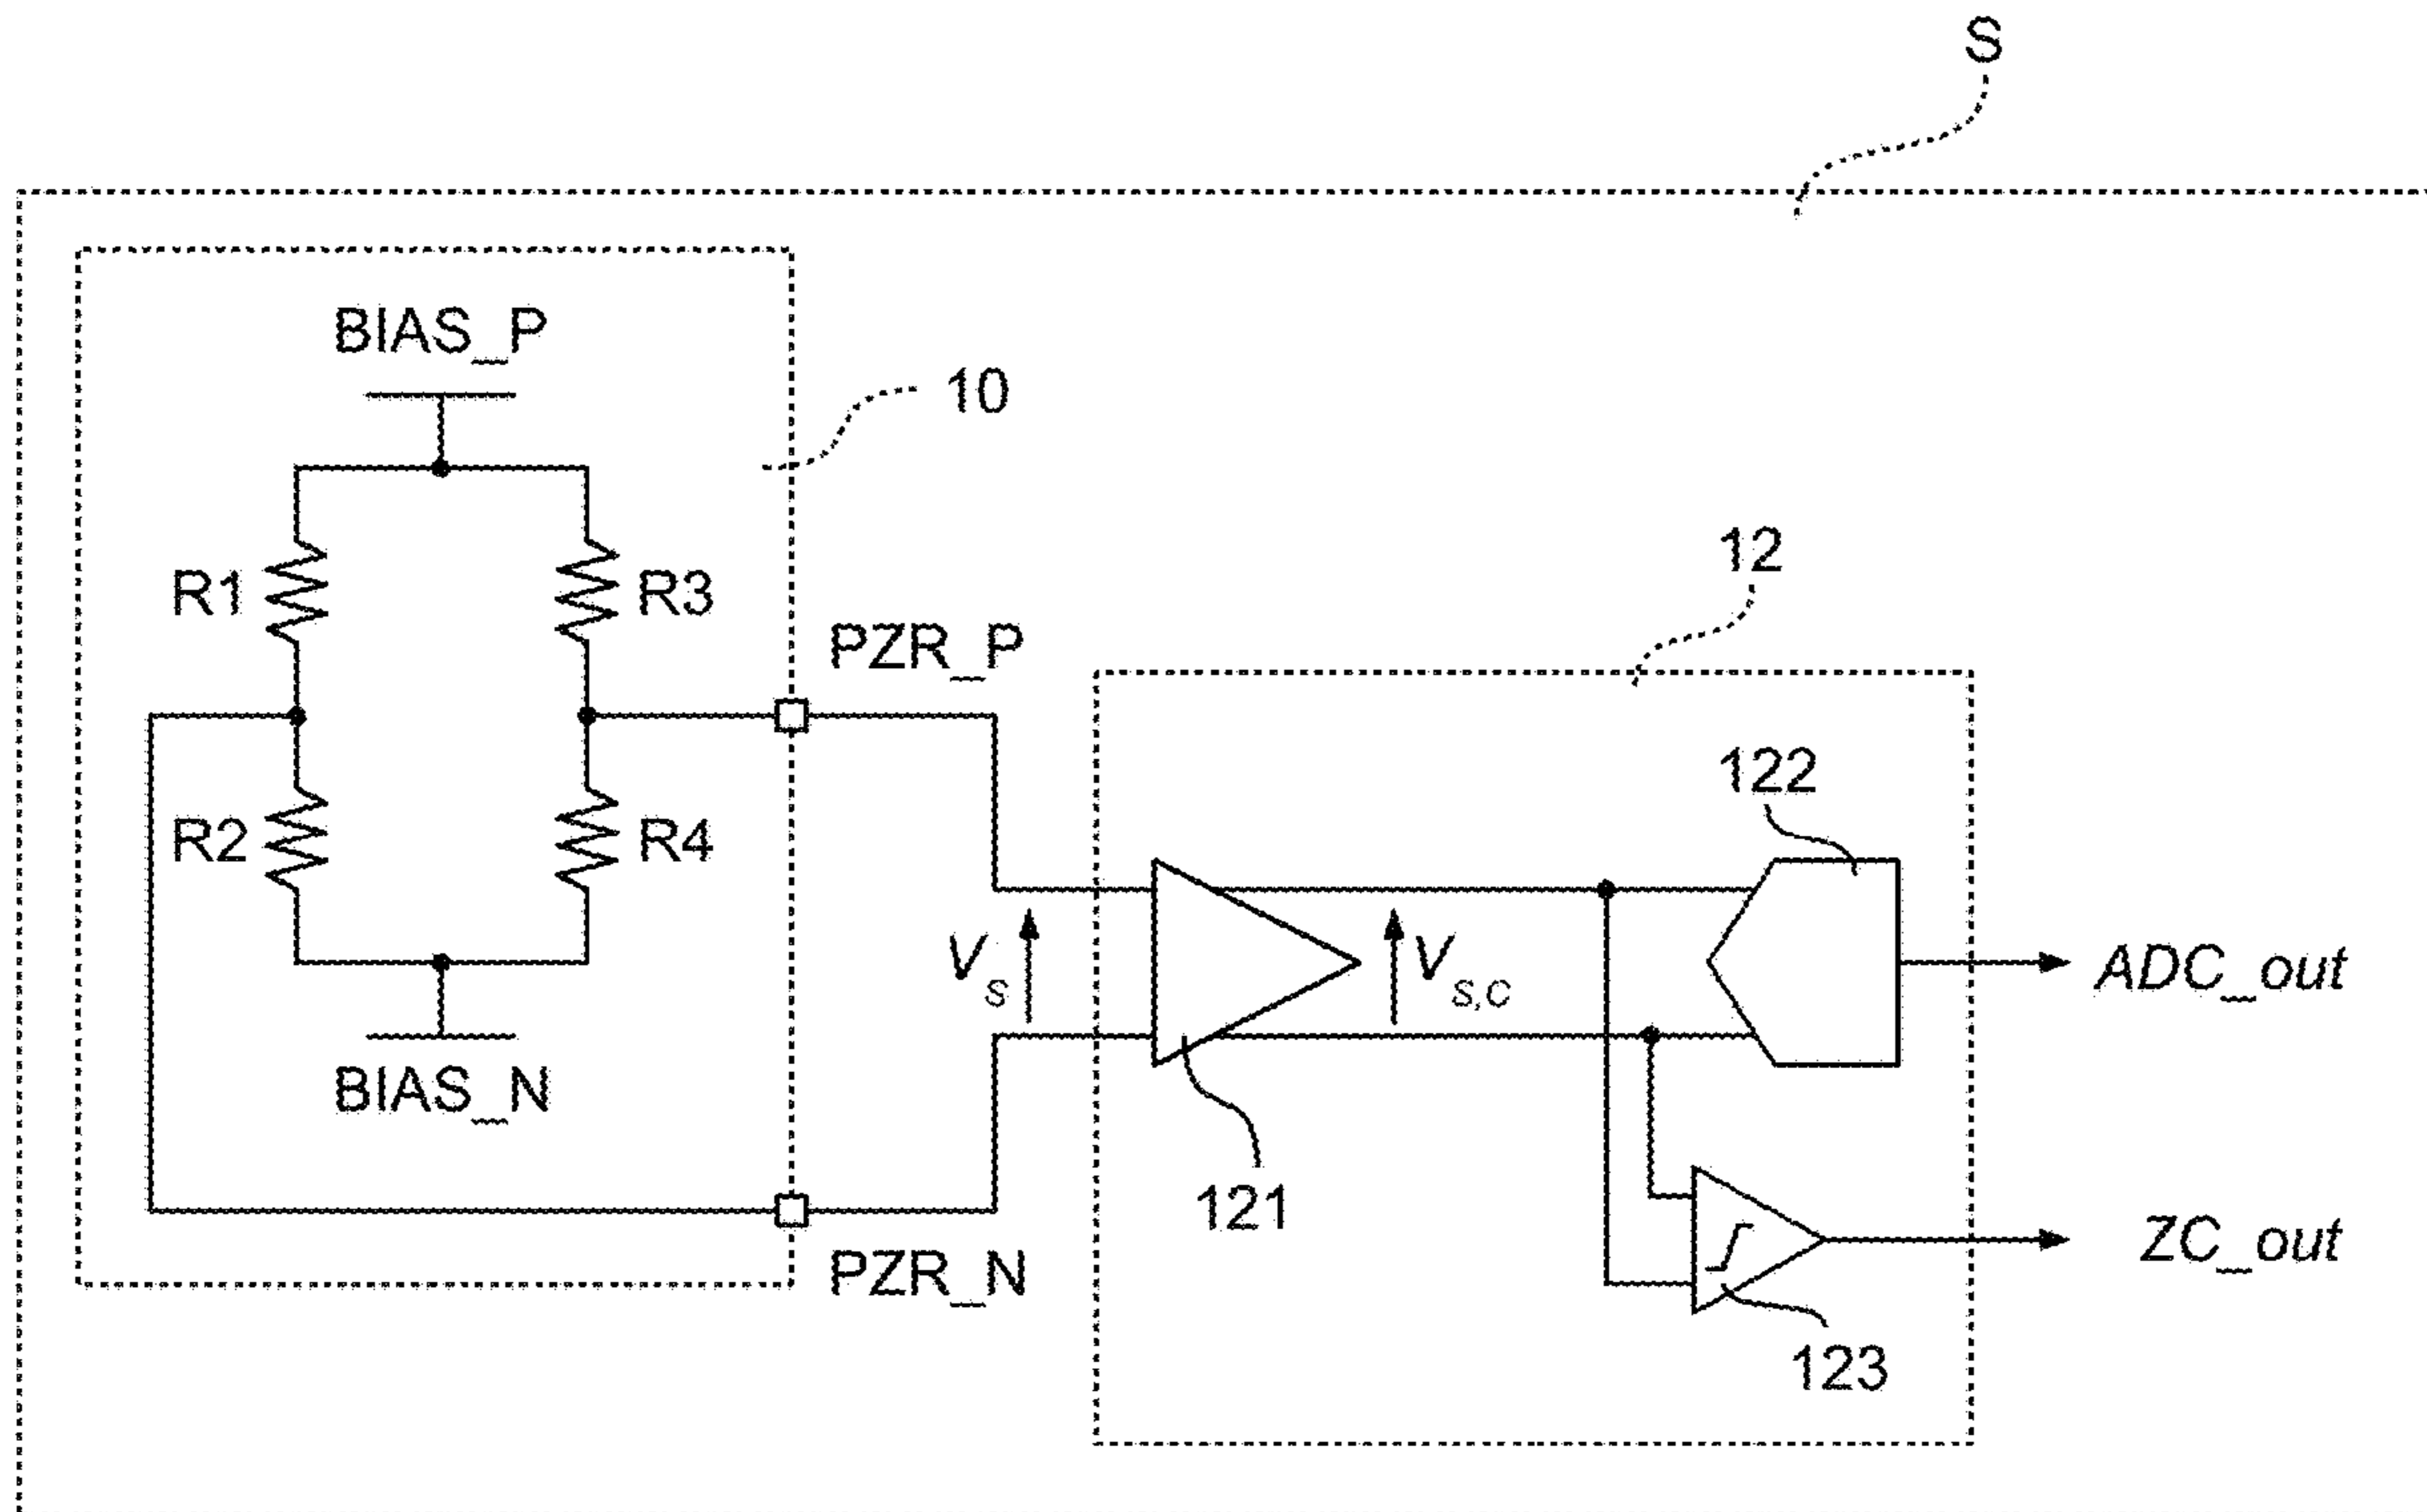 S
BIAS_P
10
R1
R3
12
PZR_P
122
R2
R4
V_S
V_S,C
ADC_out
BIAS_N
121
ZC_out
PZR_N
123